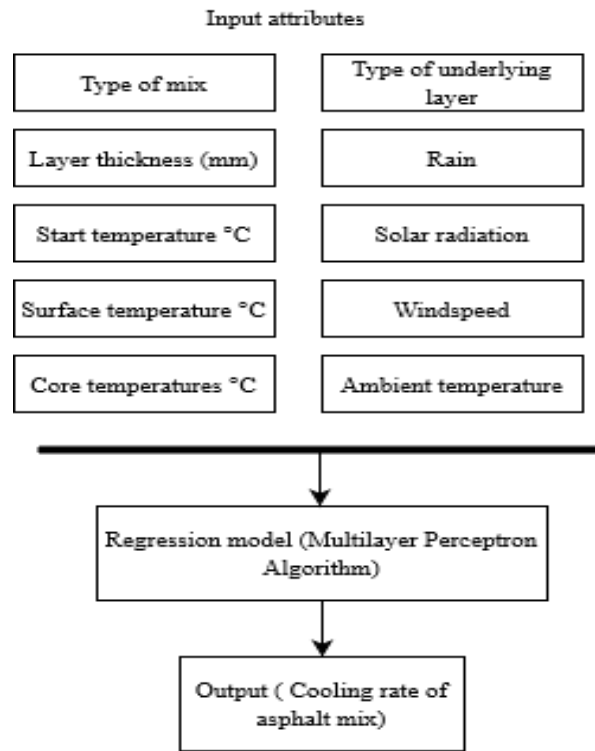 Input attributes
Type of mix
Type of underlying
layer
Layer thickness (mm)
Rain
Start temperature °C
Solar radiation
Surface temperature °C
Windspeed
Core temperatures °C
Ambient temperature
Regression model (Multilayer Perceptron
Algorithm)
Output ( Cooling rate of
asphalt mix)